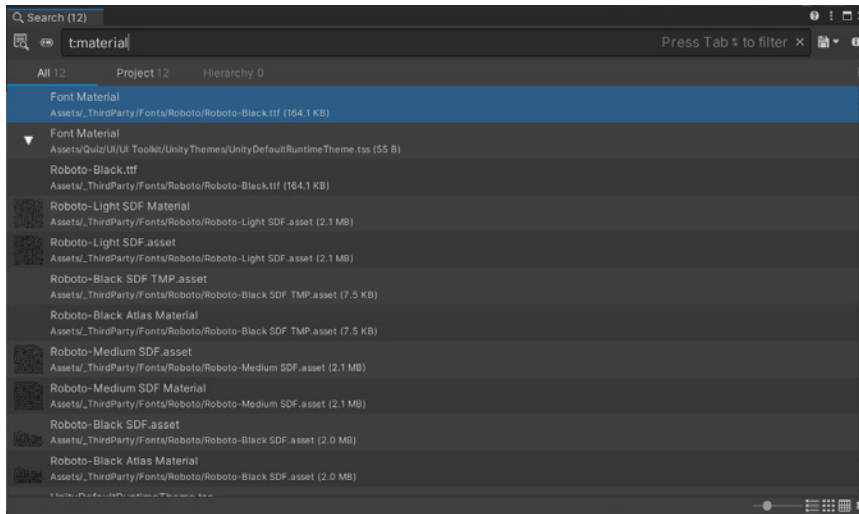 Search (12)
t:material
Press Tab to filter
All 12 Project 12 Hierarchy 0
Font Material
Assets/_ThirdParty/Fonts/Roboto/Roboto-Black.ttf (164.1 KB)
Font Material
Assets/Quiz/UI/UI Toolkit/UnityThemes/UnityDefaultRuntimeTheme.tss (55 B)
Roboto-Black.ttf
Assets/_ThirdParty/Fonts/Roboto/Roboto-Black.ttf (164.1 KB)
Roboto-Light SDF Material
Assets/_ThirdParty/Fonts/Roboto/Roboto-Light SDF.asset (2.1 MB)
Roboto-Light SDF.asset
Assets/_ThirdParty/Fonts/Roboto/Roboto-Light SDF.asset (2.1 MB)
Roboto-Black SDF TMP.asset
Assets/_ThirdParty/Fonts/Roboto/Roboto-Black SDF TMP.asset (7.5 KB)
Roboto-Black Atlas Material
Assets/_ThirdParty/Fonts/Roboto/Roboto-Black SDF TMP.asset (7.5 KB)
Roboto-Medium SDF.asset
Assets/_ThirdParty/Fonts/Roboto/Roboto-Medium SDF.asset (2.1 MB)
Roboto-Medium SDF Material
Assets/_ThirdParty/Fonts/Roboto/Roboto-Medium SDF.asset (2.1 MB)
Roboto-Black SDF.asset
Assets/_ThirdParty/Fonts/Roboto/Roboto-Black SDF.asset (2.0 MB)
Roboto-Black Atlas Material
Assets/_ThirdParty/Fonts/Roboto/Roboto-Black SDF.asset (2.0 MB)
UnityDefaultRuntimeTheme.tss